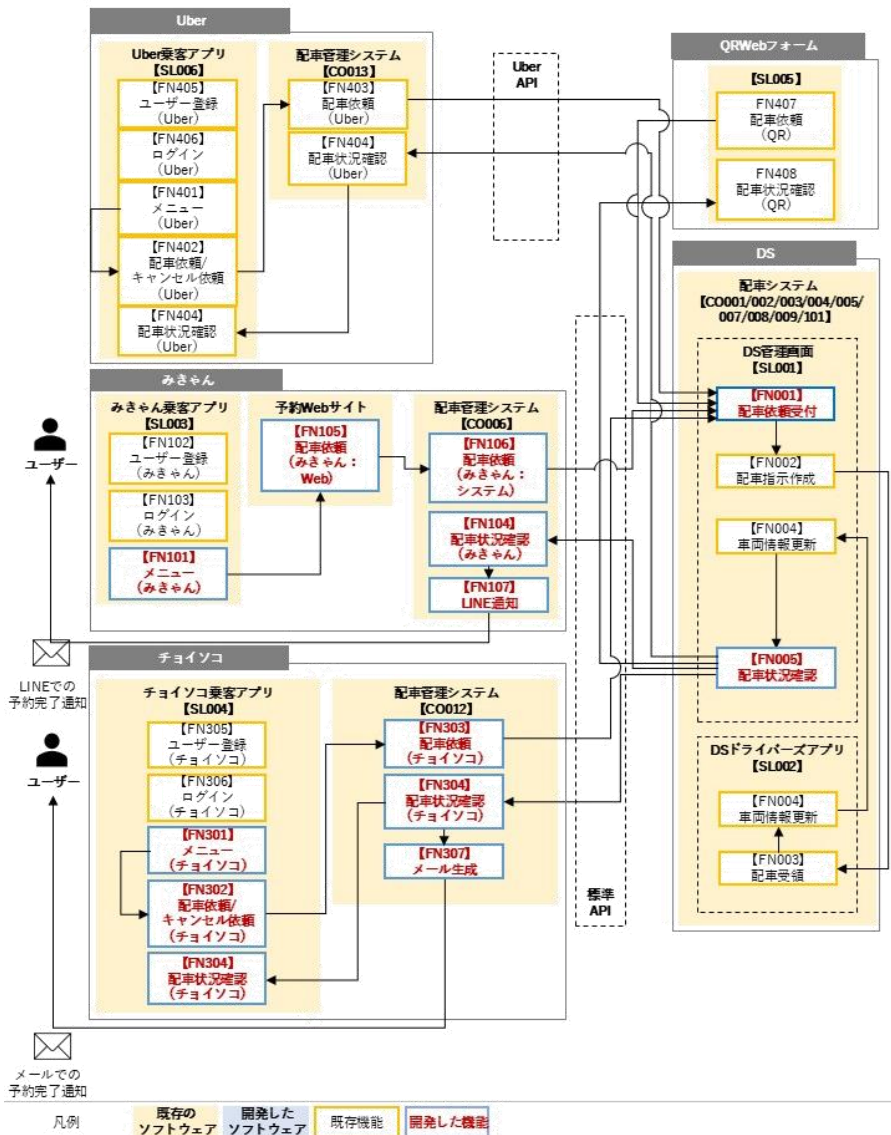 Uber
Uber乗客アプリ
【SL006】
【FN405】
ユーザー登録
（Uber）
【FN406】
ログイン
（Uber）
【FN401】
メニュー
（Uber）
【FN402】
配車依頼/
キャンセル依頼
（Uber）
【FN404】
配車状況確認
（Uber）
配車管理システム
【CO013】
【FN403】
配車依頼
（Uber）
【FN404】
配車状況確認
（Uber）
Uber
API
QRWebフォーム
【SL005】
FN407
配車依頼
（QR）
FN408
配車状況確認
（QR）
DS
配車システム
【CO001/002/003/004/005/
007/008/009/101】
DS管理画面
【SL001】
【FN001】
配車依頼受付
【FN002】
配車指示作成
【FN004】
車両情報更新
【FN005】
配車状況確認
DSドライバーズアプリ
【SL002】
【FN004】
車両情報更新
【FN003】
配車受領
標準
API
みきゃん
みきゃん乗客アプリ
【SL003】
【FN102】
ユーザー登録
（みきゃん）
【FN103】
ログイン
（みきゃん）
【FN101】
メニュー
（みきゃん）
予約Webサイト
【FN105】
配車依頼
（みきゃん：
Web）
配車管理システム
【CO006】
【FN106】
配車依頼
（みきゃん：
システム）
【FN104】
配車状況確認
（みきゃん）
【FN107】
LINE通知
ユーザー
LINEでの
予約完了通知
チョイソコ
チョイソコ乗客アプリ
【SL004】
【FN305】
ユーザー登録
（チョイソコ）
【FN306】
ログイン
（チョイソコ）
【FN301】
メニュー
（チョイソコ）
【FN302】
配車依頼/
キャンセル依頼
（チョイソコ）
【FN304】
配車状況確認
（チョイソコ）
配車管理システム
【CO012】
【FN303】
配車依頼
（チョイソコ）
【FN304】
配車状況確認
（チョイソコ）
【FN307】
メール生成
ユーザー
メールでの
予約完了通知
凡例
既存の
ソフトウェア
開発した
ソフトウェア
既存機能
開発した機能